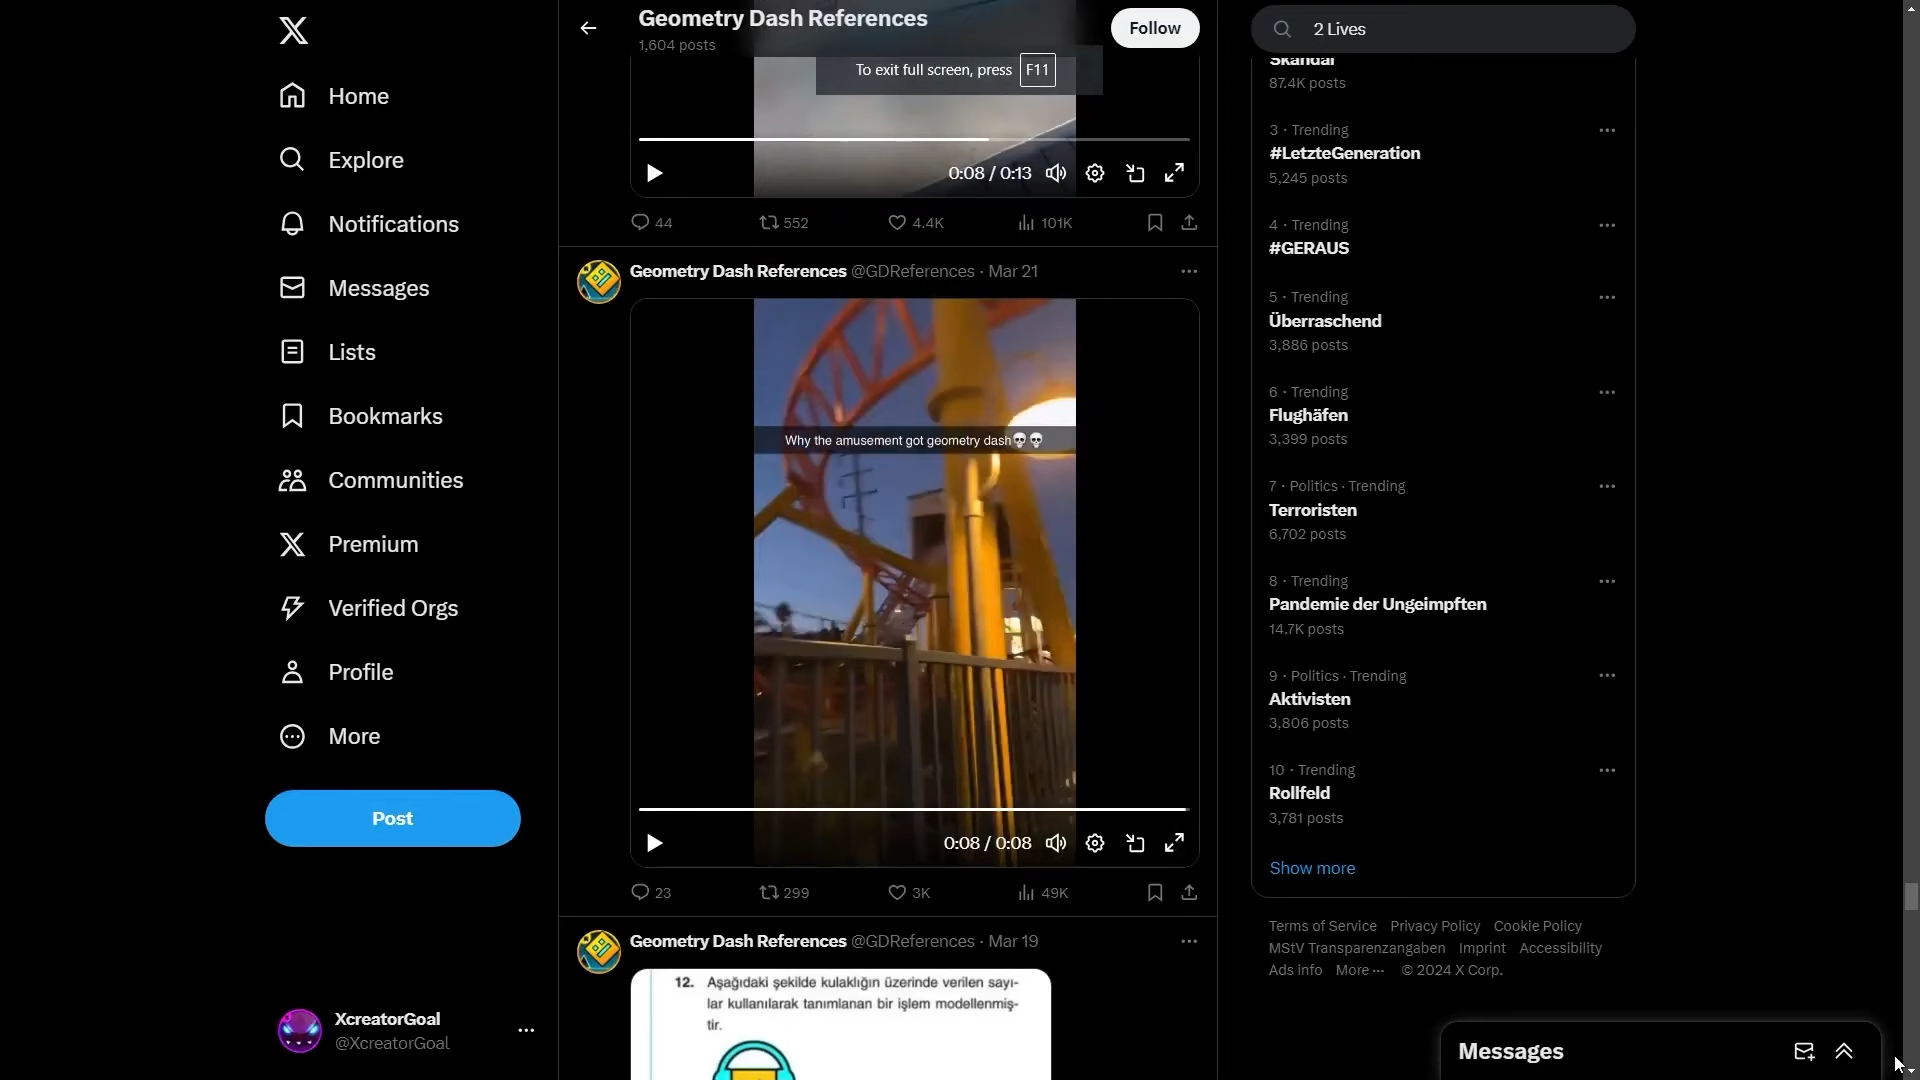 Home
Explore
Notifications
Messages
Lists
Bookmarks
Communities
Premium
Verified Orgs
Profile
More
Post
XcreatorGoal
@XcreatorGoal
Geometry Dash References
1,604 posts
Follow
To exit full screen, press F11
0:08 / 0:13
44 552 4.4K 101K
Geometry Dash References @GDReferences · Mar 21
Why the amusement got geometry dash💀💀
0:08 / 0:08
23 299 3K 49K
Geometry Dash References @GDReferences · Mar 19
12. Aşağıdaki şekilde kulaklığın üzerinde verilen sayı-
lar kullanılarak tanımlanan bir işlem modellenmiş-
tir.
2 Lives
Skandal
87.4K posts
3 · Trending
#LetzteGeneration
5,245 posts
4 · Trending
#GERAUS
5 · Trending
Überraschend
3,886 posts
6 · Trending
Flughäfen
3,399 posts
7 · Politics · Trending
Terroristen
6,702 posts
8 · Trending
Pandemie der Ungeimpften
14.7K posts
9 · Politics · Trending
Aktivisten
3,806 posts
10 · Trending
Rollfeld
3,781 posts
Show more
Terms of Service Privacy Policy Cookie Policy
MStV Transparenzangaben Imprint Accessibility
Ads info More ··· © 2024 X Corp.
Messages